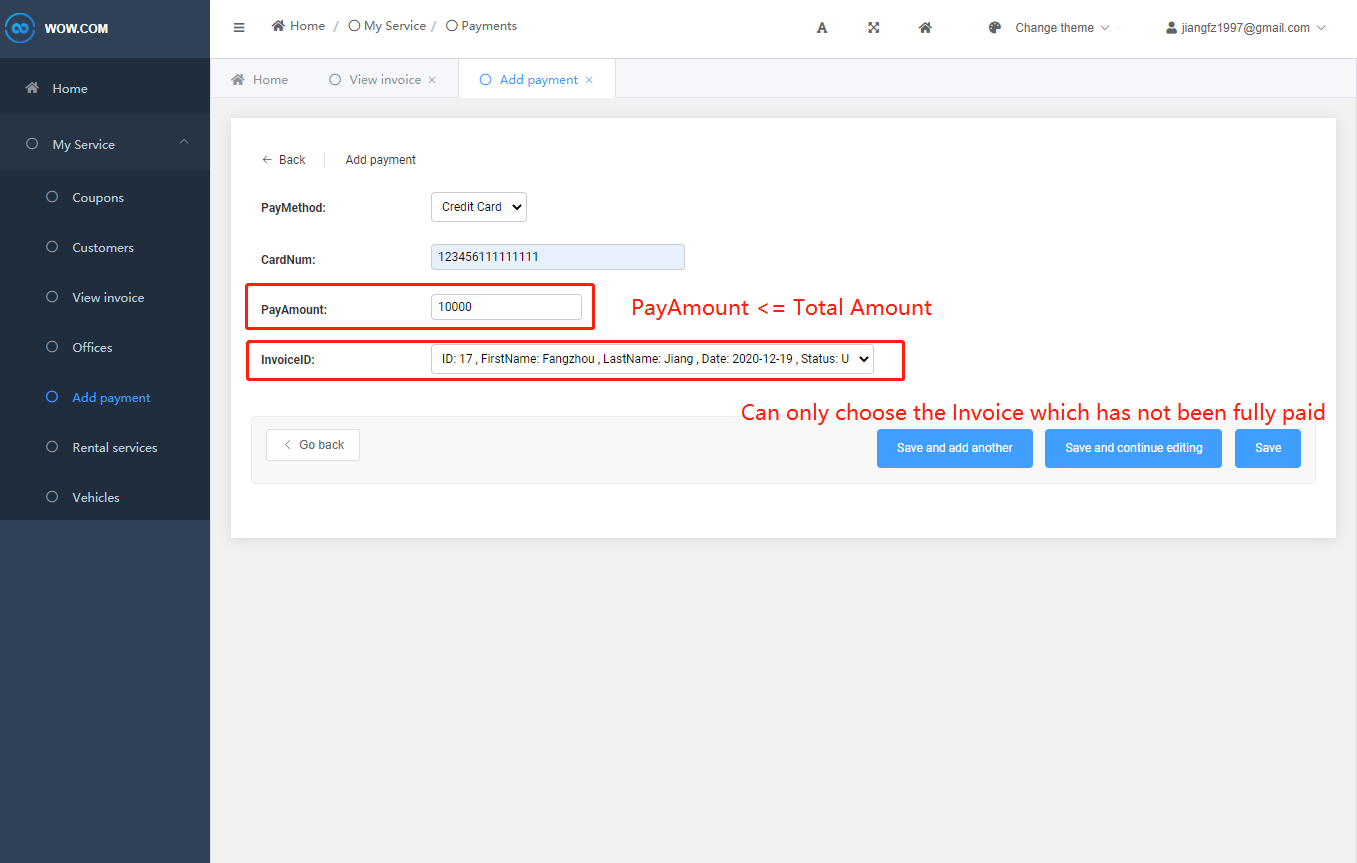 WOW.COM
Home / My Service / Payments
A
Change theme
jiangfz1997@gmail.com
Home
View invoice ×
Add payment ×
Home
My Service
Coupons
Customers
View invoice
Offices
Add payment
Rental services
Vehicles
← Back
Add payment
PayMethod:
Credit Card
CardNum:
123456111111111
PayAmount:
10000
PayAmount <= Total Amount
InvoiceID:
ID: 17 , FirstName: Fangzhou , LastName: Jiang , Date: 2020-12-19 , Status: U
Can only choose the Invoice which has not been fully paid
Go back
Save and add another
Save and continue editing
Save